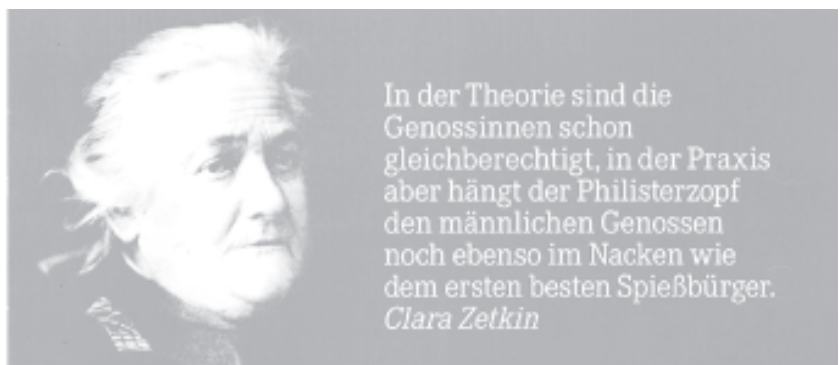 In der Theorie sind die
Genossinnen schon
gleichberechtigt, in der Praxis
aber hängt der Philisterzopf
den männlichen Genossen
noch ebenso im Nacken wie
dem ersten besten Spießbürger.
Clara Zetkin